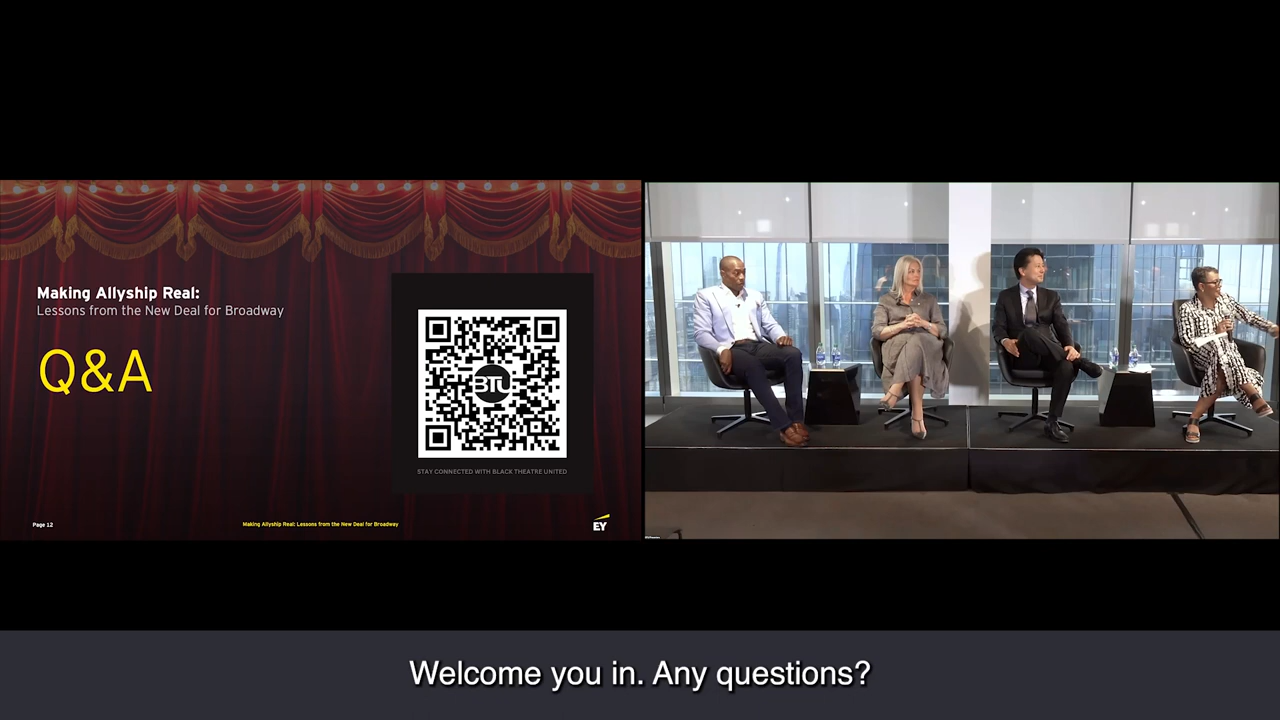 Making Allyship Real:
Lessons from the New Deal for Broadway
Q&A
BTU
STAY CONNECTED WITH BLACK THEATRE UNITED
Page 12
Making Allyship Real: Lessons from the New Deal for Broadway
EY
Welcome you in. Any questions?